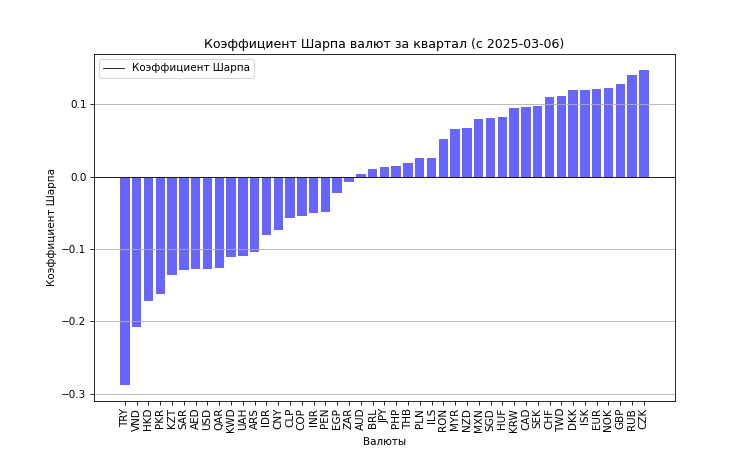 Коэффициент Шарпа валют за квартал (с 2025-03-06)
Коэффициент Шарпа
Коэффициент Шарпа
0.1
0.0
−0.1
−0.2
−0.3
TRY
VND
HKD
PKR
KZT
SAR
AED
USD
QAR
KWD
UAH
ARS
IDR
CNY
CLP
COP
INR
PEN
EGP
ZAR
AUD
BRL
JPY
PHP
THB
PLN
ILS
RON
MYR
NZD
MXN
SGD
HUF
KRW
CAD
SEK
CHF
TWD
DKK
ISK
EUR
NOK
GBP
RUB
CZK
Валюты